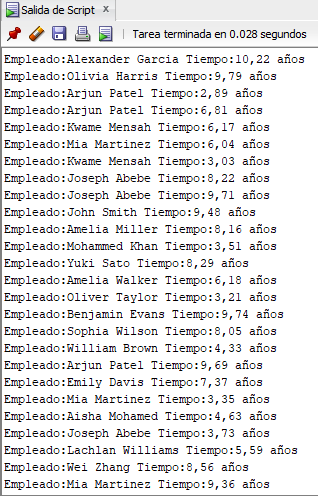 Salida de Script x
Tarea terminada en 0.028 segundos
Empleado:Alexander Garcia Tiempo:10,22 años
Empleado:Olivia Harris Tiempo:9,79 años
Empleado:Arjun Patel Tiempo:2,89 años
Empleado:Arjun Patel Tiempo:6,81 años
Empleado:Kwame Mensah Tiempo:6,17 años
Empleado:Mia Martinez Tiempo:6,04 años
Empleado:Kwame Mensah Tiempo:3,03 años
Empleado:Joseph Abebe Tiempo:8,22 años
Empleado:Joseph Abebe Tiempo:9,71 años
Empleado:John Smith Tiempo:9,48 años
Empleado:Amelia Miller Tiempo:8,16 años
Empleado:Mohammed Khan Tiempo:3,51 años
Empleado:Yuki Sato Tiempo:8,29 años
Empleado:Amelia Walker Tiempo:6,18 años
Empleado:Oliver Taylor Tiempo:3,21 años
Empleado:Benjamin Evans Tiempo:9,74 años
Empleado:Sophia Wilson Tiempo:8,05 años
Empleado:William Brown Tiempo:4,33 años
Empleado:Arjun Patel Tiempo:9,69 años
Empleado:Emily Davis Tiempo:7,37 años
Empleado:Mia Martinez Tiempo:3,35 años
Empleado:Aisha Mohamed Tiempo:4,63 años
Empleado:Joseph Abebe Tiempo:3,73 años
Empleado:Lachlan Williams Tiempo:5,59 años
Empleado:Wei Zhang Tiempo:8,56 años
Empleado:Mia Martinez Tiempo:9,36 años